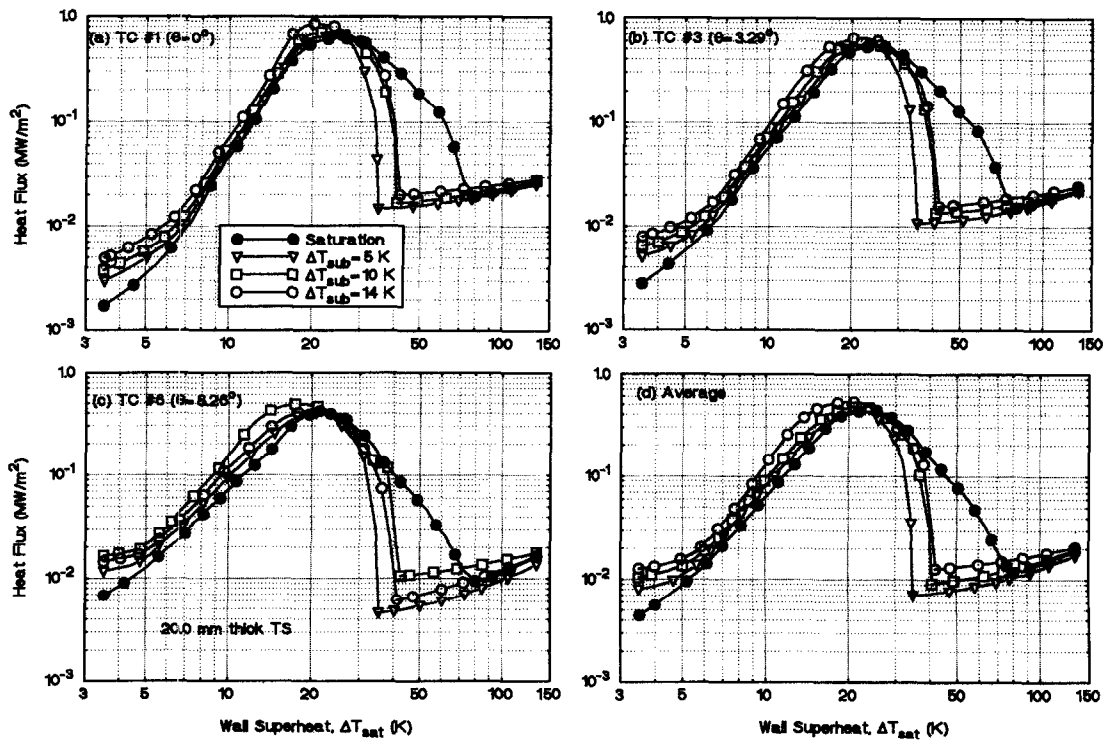 (a) TC #1 (θ=0°)
Heat Flux (MW/m²)
1.0
10⁻¹
10⁻²
10⁻³
3 5 10 20 50 100 150
Saturation
ΔTsub=5 K
ΔTsub=10 K
ΔTsub=14 K
(b) TC #3 (θ=3.29°)
1.0
10⁻¹
10⁻²
10⁻³
3 5 10 20 50 100 150
(c) TC #6 (θ=8.26°)
Heat Flux (MW/m²)
1.0
10⁻¹
10⁻²
10⁻³
20.0 mm thick TS
3 5 10 20 50 100 150
Wall Superheat, ΔTsat (K)
(d) Average
1.0
10⁻¹
10⁻²
10⁻³
3 5 10 20 50 100 150
Wall Superheat, ΔTsat (K)